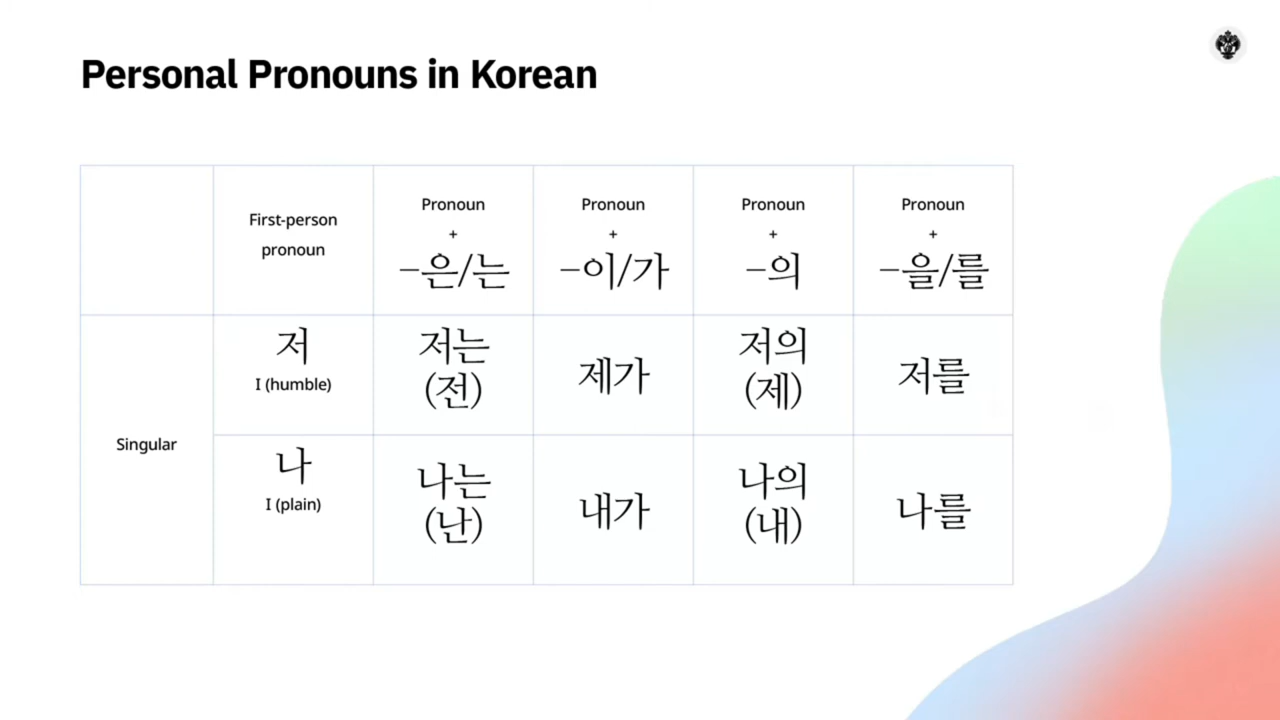 Personal Pronouns in Korean
First-person
pronoun
Pronoun
+
–은/는
Pronoun
+
–이/가
Pronoun
+
–의
Pronoun
+
–을/를
Singular
저
I (humble)
저는
(전)
제가
저의
(제)
저를
나
I (plain)
나는
(난)
내가
나의
(내)
나를